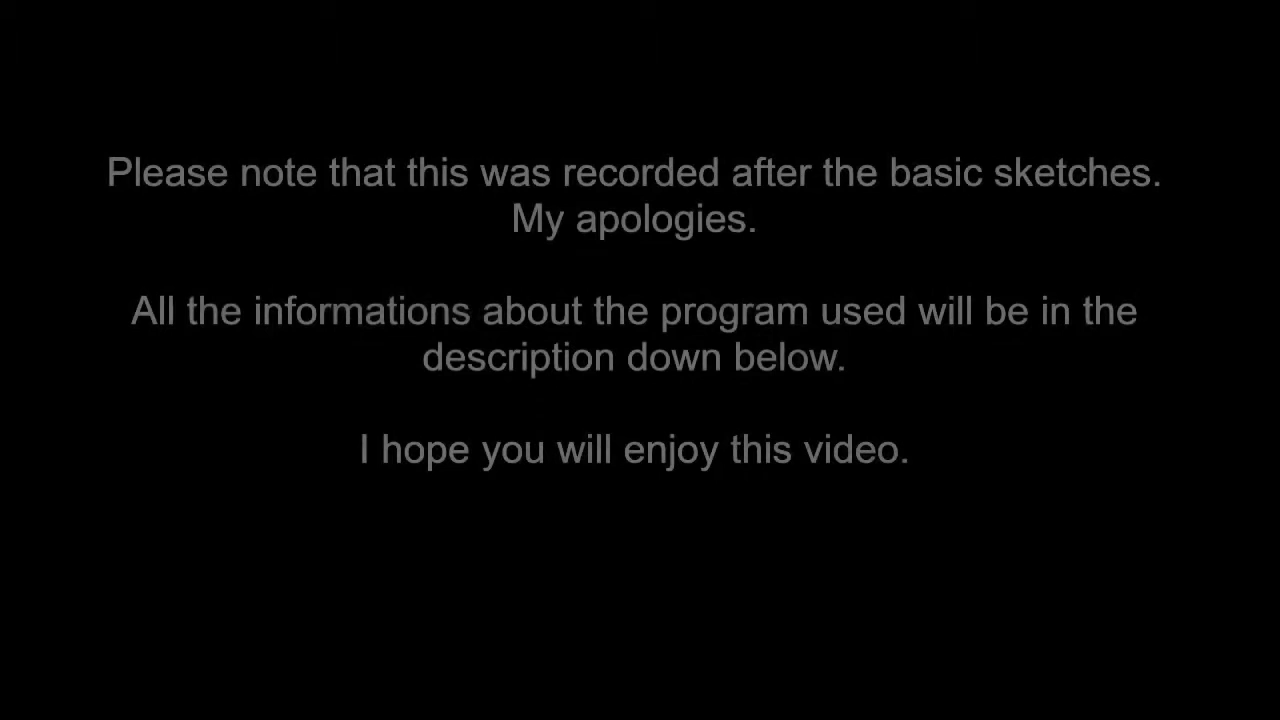 Please note that this was recorded after the basic sketches.
My apologies.
All the informations about the program used will be in the
description down below.
I hope you will enjoy this video.